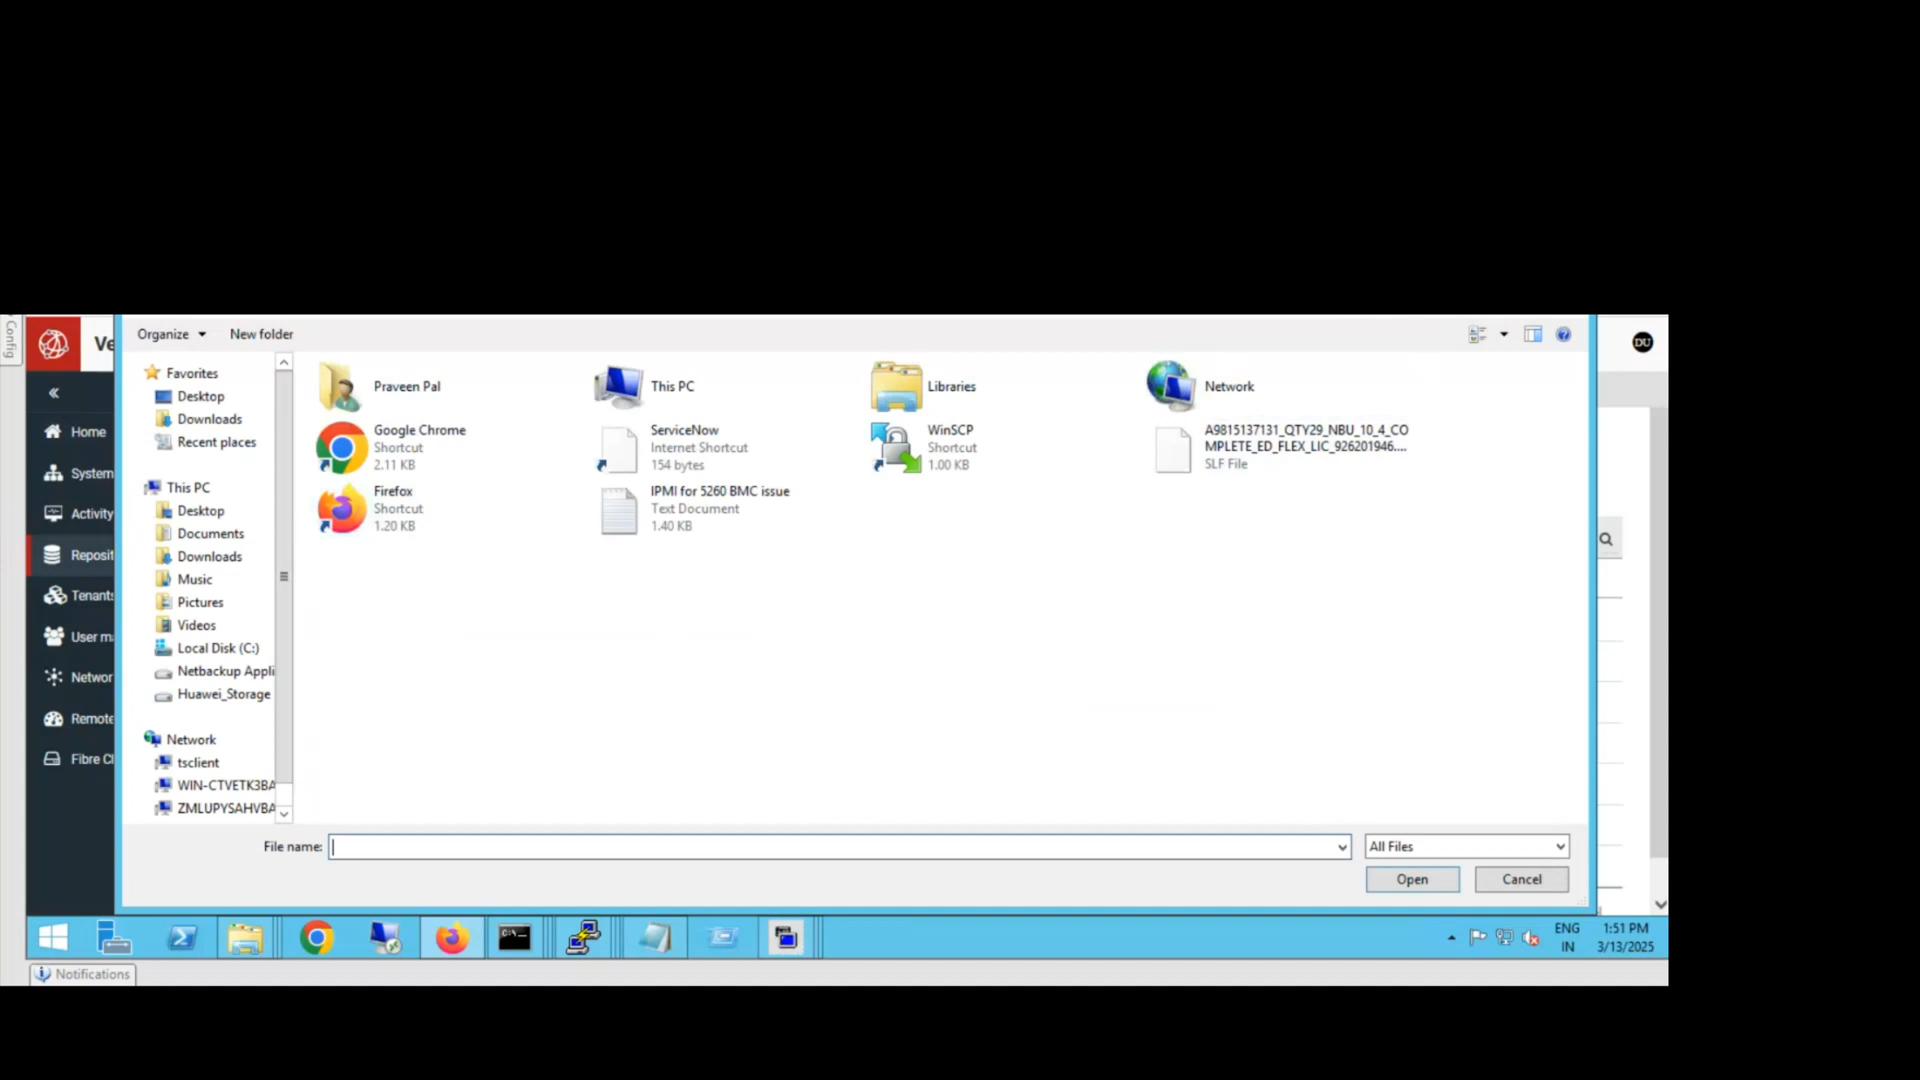 Config
Ve
Organize
New folder
DU
Favorites
Desktop
Downloads
Recent places
This PC
Desktop
Documents
Downloads
Music
Pictures
Videos
Local Disk (C:)
Netbackup Appli
Huawei_Storage
Network
tsclient
WIN-CTVETK3BA
ZMLUPYSAHVBA
Praveen Pal
This PC
Libraries
Network
Google Chrome
Shortcut
2.11 KB
ServiceNow
Internet Shortcut
154 bytes
WinSCP
Shortcut
1.00 KB
A9815137131_QTY29_NBU_10_4_CO
MPLETE_ED_FLEX_LIC_926201946....
SLF File
Firefox
Shortcut
1.20 KB
IPMI for 5260 BMC issue
Text Document
1.40 KB
Home
System
Activity
Reposit
Tenants
User ma
Networ
Remote
Fibre Cl
File name:
All Files
Open
Cancel
ENG
IN
1:51 PM
3/13/2025
Notifications